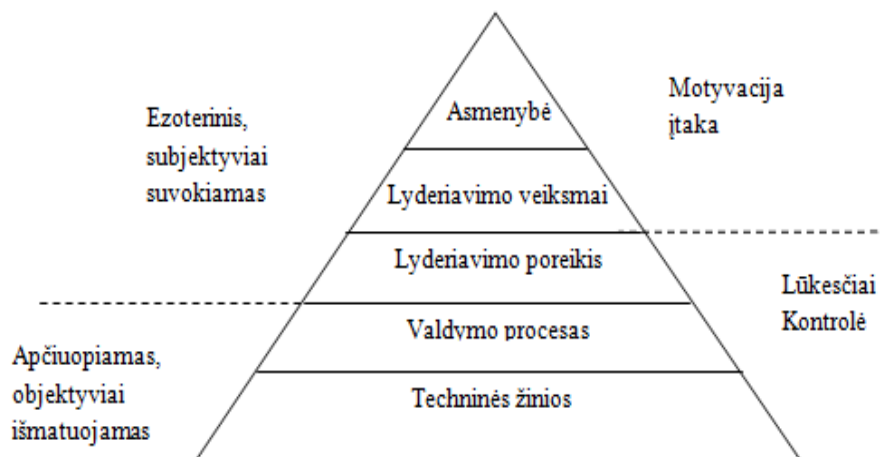 Asmenybė
Lyderiavimo veiksmai
Lyderiavimo poreikis
Valdymo procesas
Techninės žinios
Ezoterinis,
subjektyviai
suvokiamas
Apčiuopiamas,
objektyviai
išmatuojamas
Motyvacija
įtaka
Lūkesčiai
Kontrolė